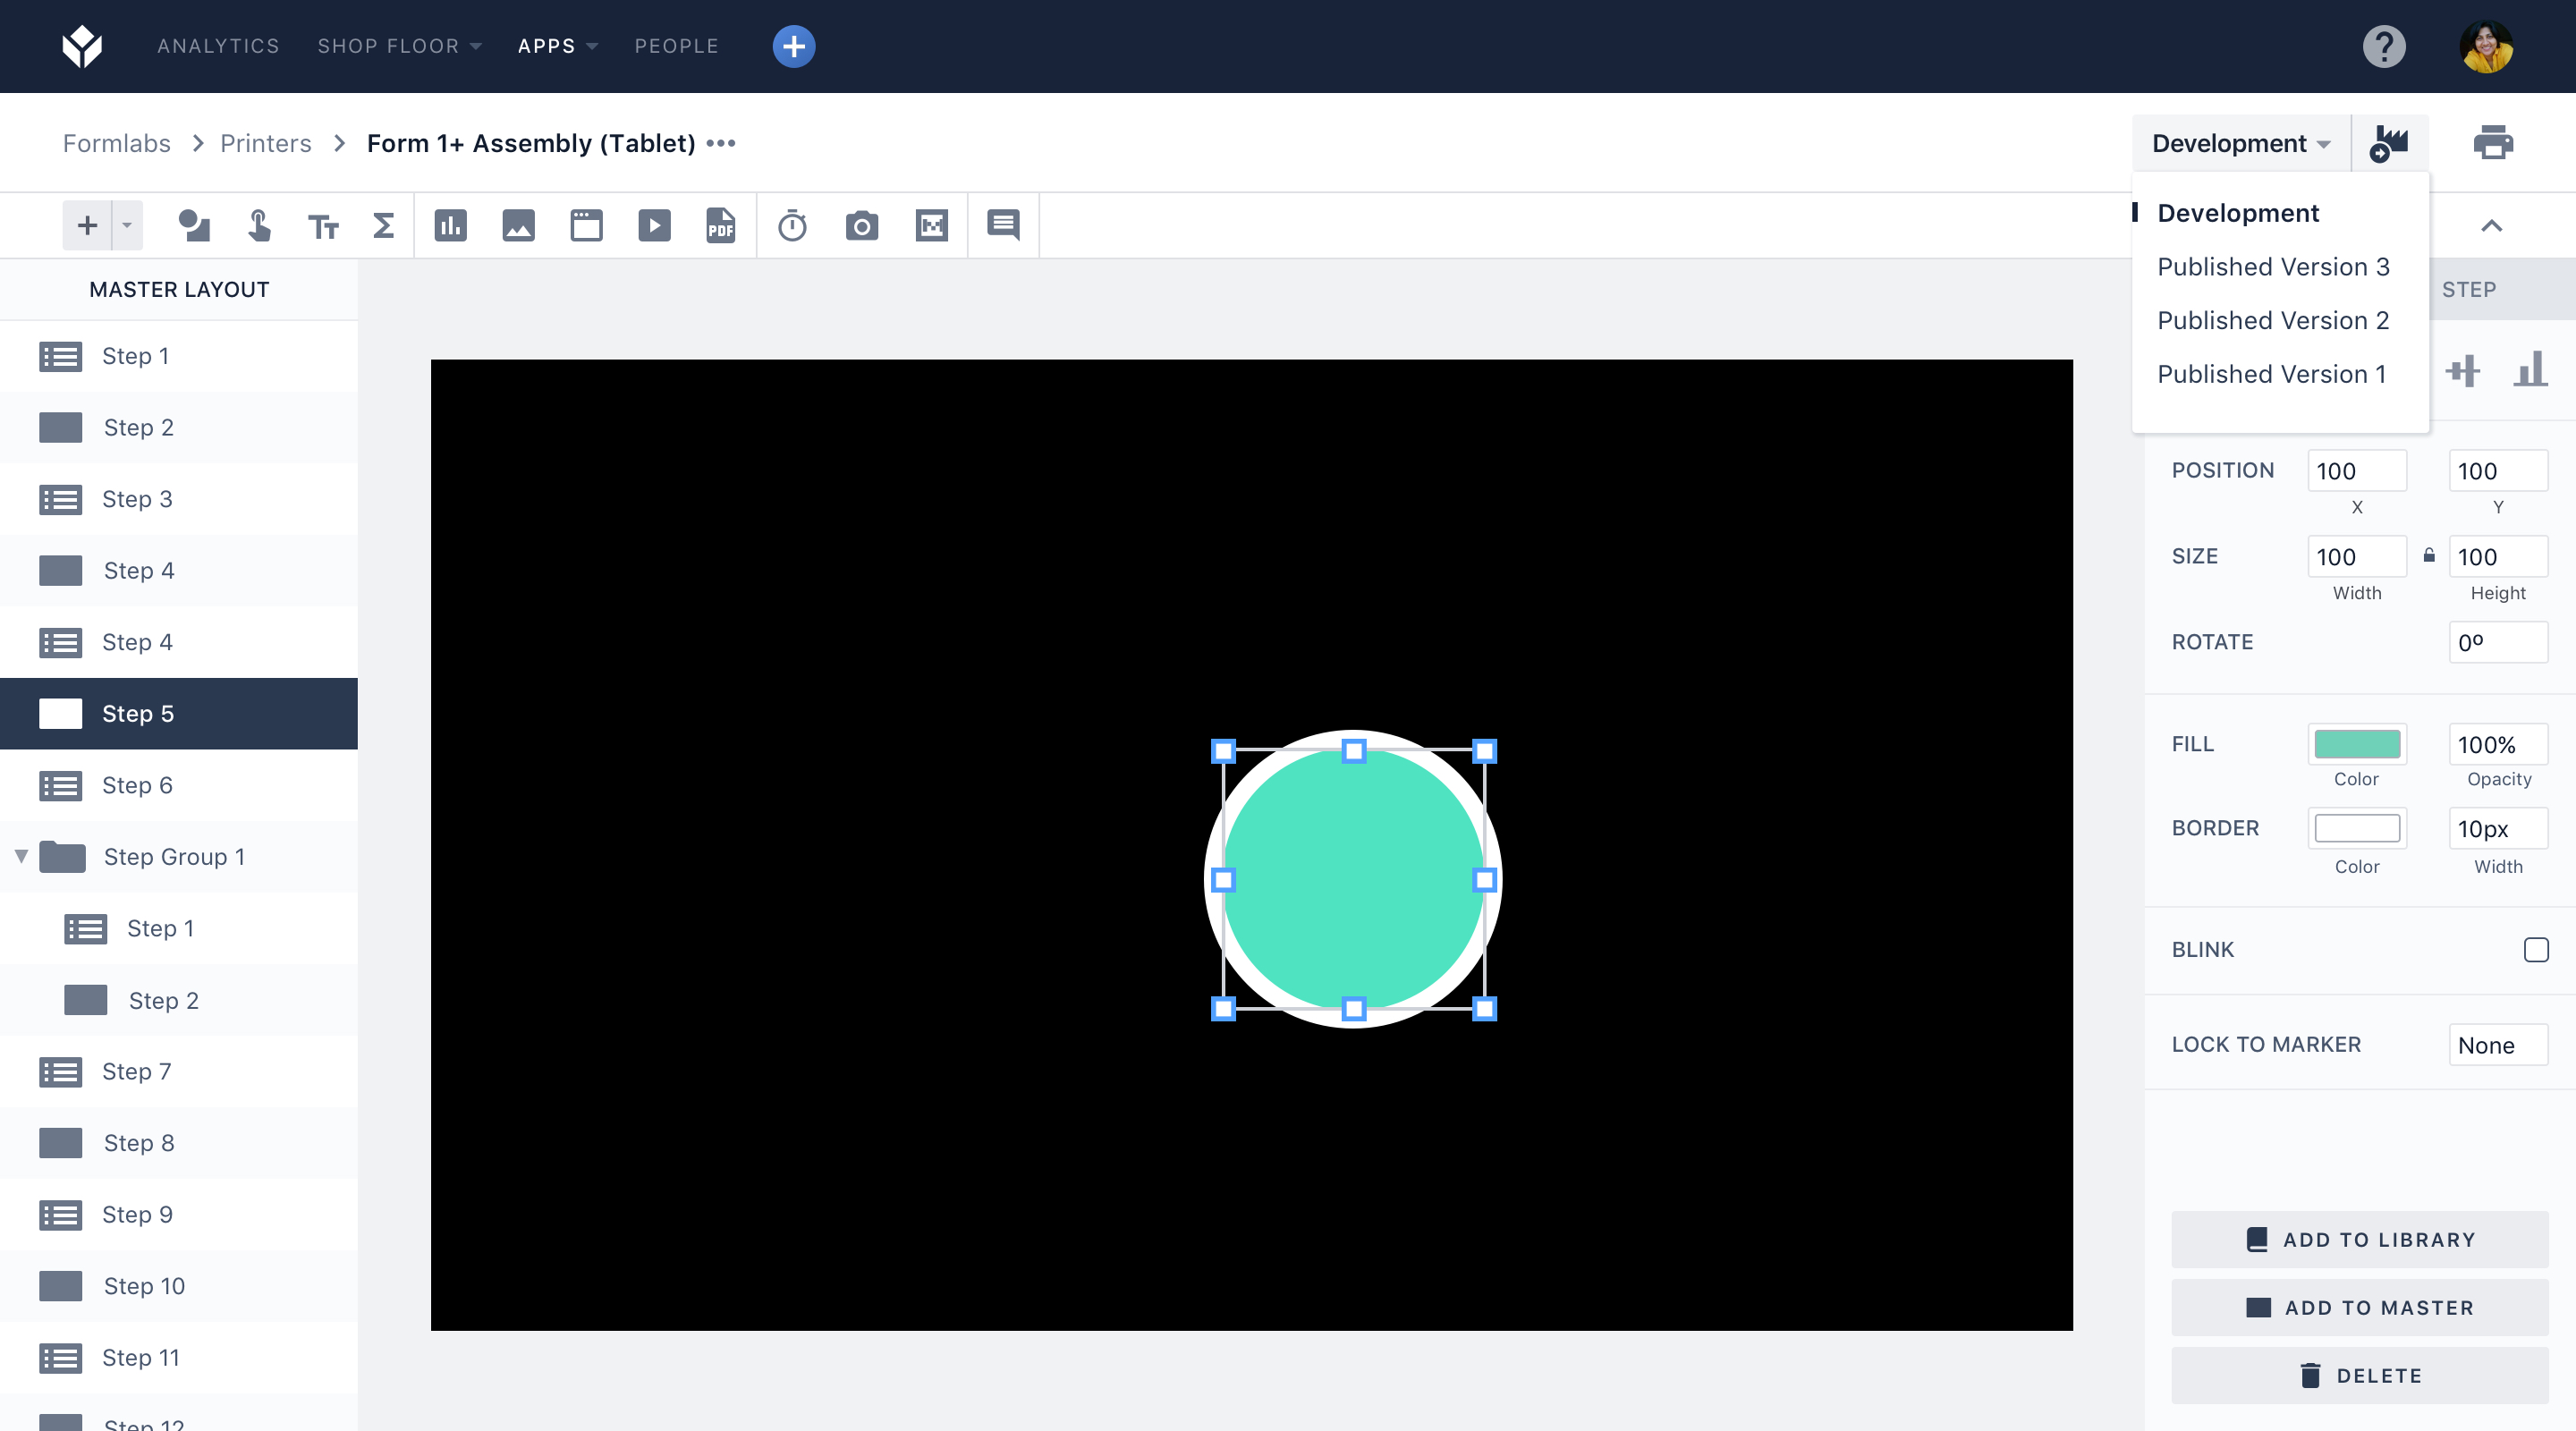 ANALYTICS SHOP FLOOR APPS PEOPLE
?
Formlabs > Printers > Form 1+ Assembly (Tablet) •••
Development
Development
Published Version 3
Published Version 2
Published Version 1
PDF
MASTER LAYOUT
STEP
Step 1
Step 2
Step 3
Step 4
Step 4
Step 5
Step 6
Step Group 1
Step 1
Step 2
Step 7
Step 8
Step 9
Step 10
Step 11
Step 12
POSITION 100 100
X Y
SIZE 100 100
Width Height
ROTATE 0º
FILL 100%
Color Opacity
BORDER 10px
Color Width
BLINK
LOCK TO MARKER None
ADD TO LIBRARY
ADD TO MASTER
DELETE